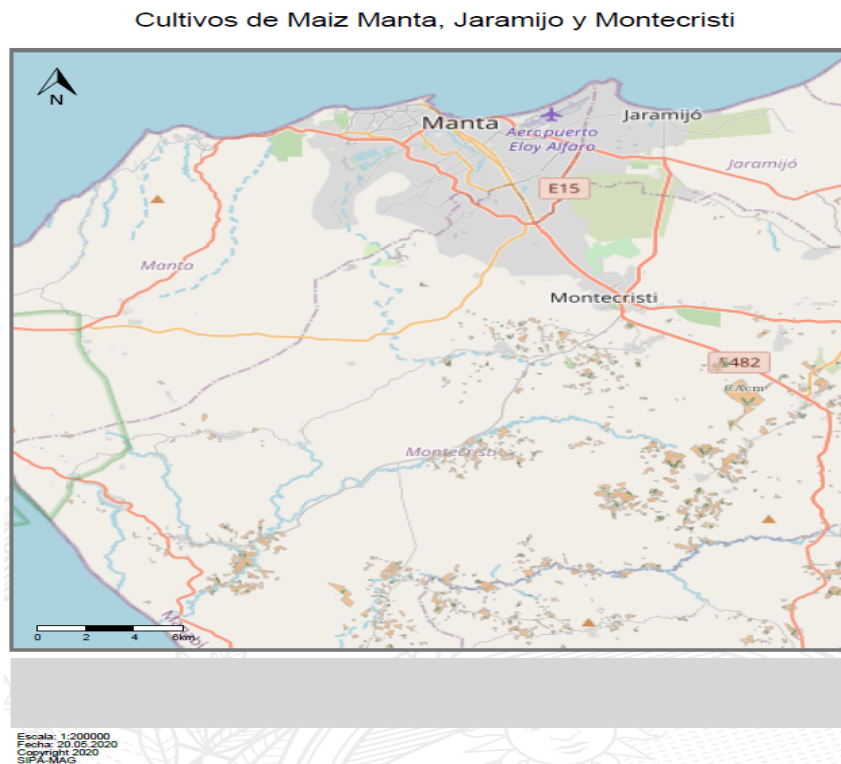 Cultivos de Maiz Manta, Jaramijo y Montecristi
N
Manta
Aeropuerto
Eloy Alfaro
Jaramijó
Jaramijó
E15
Manta
Montecristi
E482
CAcm
Montecristi
0 2 4 6km
Escala: 1:200000
Fecha: 20.05.2020
Copyright 2020
SIPA-MAG